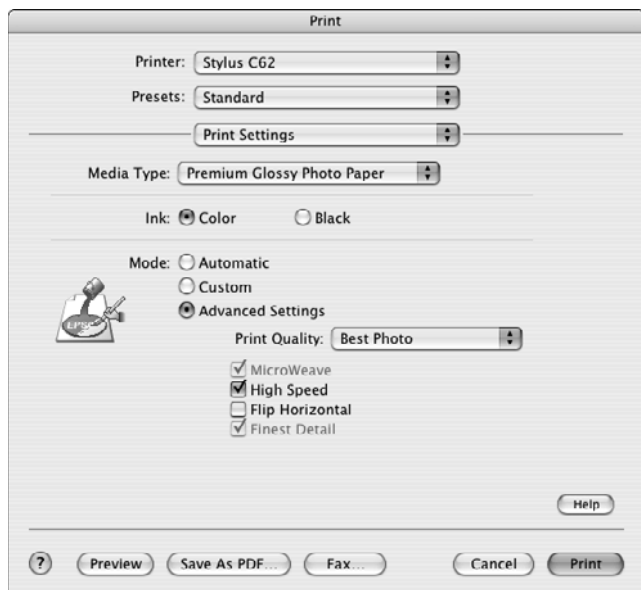 Print
Printer: Stylus C62
Presets: Standard
Print Settings
Media Type: Premium Glossy Photo Paper
Ink: Color Black
Mode: Automatic
Custom
Advanced Settings
Print Quality: Best Photo
MicroWeave
High Speed
Flip Horizontal
Finest Detail
Help
? Preview Save As PDF... Fax... Cancel Print